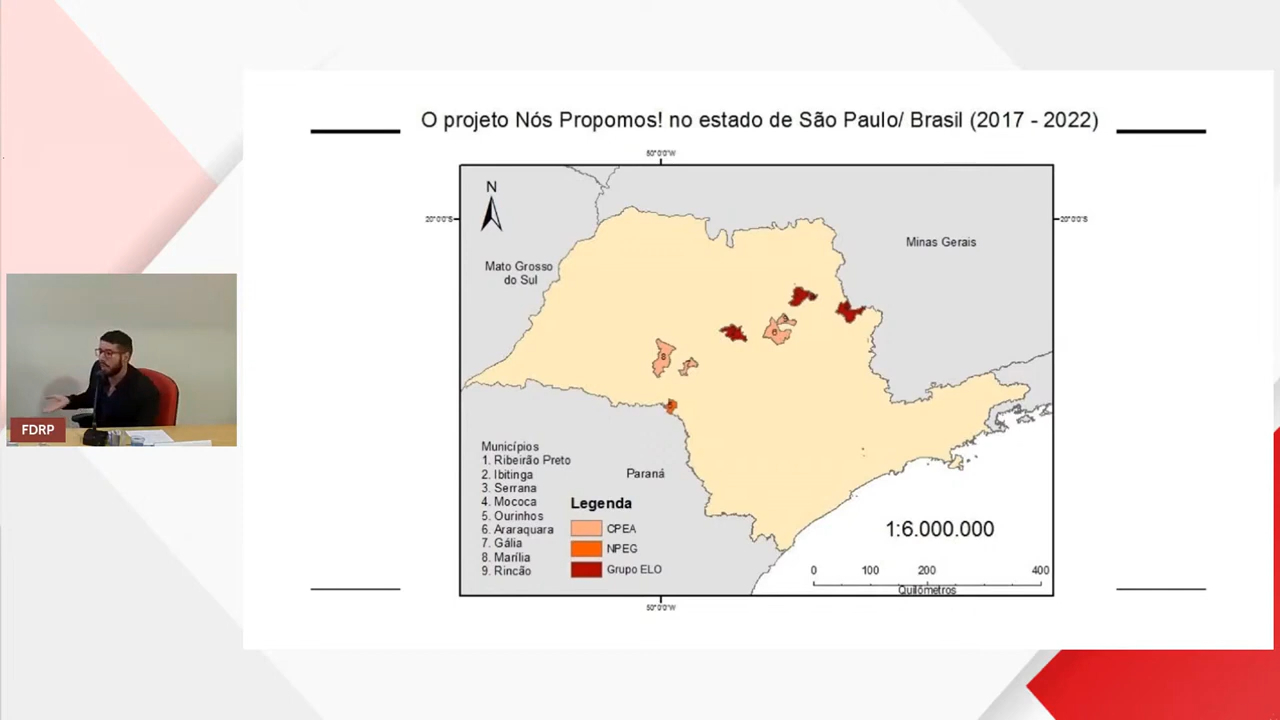 O projeto Nós Propomos! no estado de São Paulo/ Brasil (2017 - 2022)
50°0'0"W
N
20°0'0"S
20°0'0"S
Minas Gerais
Mato Grosso
do Sul
8
6
Paraná
Municípios
1. Ribeirão Preto
2. Ibitinga
3. Serrana
4. Mococa
5. Ourinhos
6. Araraquara
7. Gália
8. Marília
9. Rincão
Legenda
CPEA
NPEG
Grupo ELO
1:6.000.000
0 100 200 400
Quilômetros
50°0'0"W
FDRP